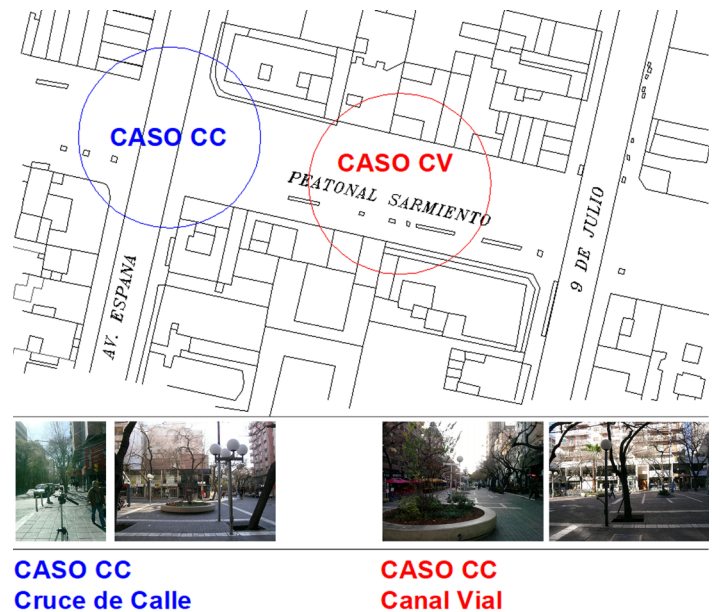 CASO CC
CASO CV
PEATONAL SARMIENTO
AV. ESPANA
9 DE JULIO
CASO CC
Cruce de Calle
CASO CC
Canal Vial